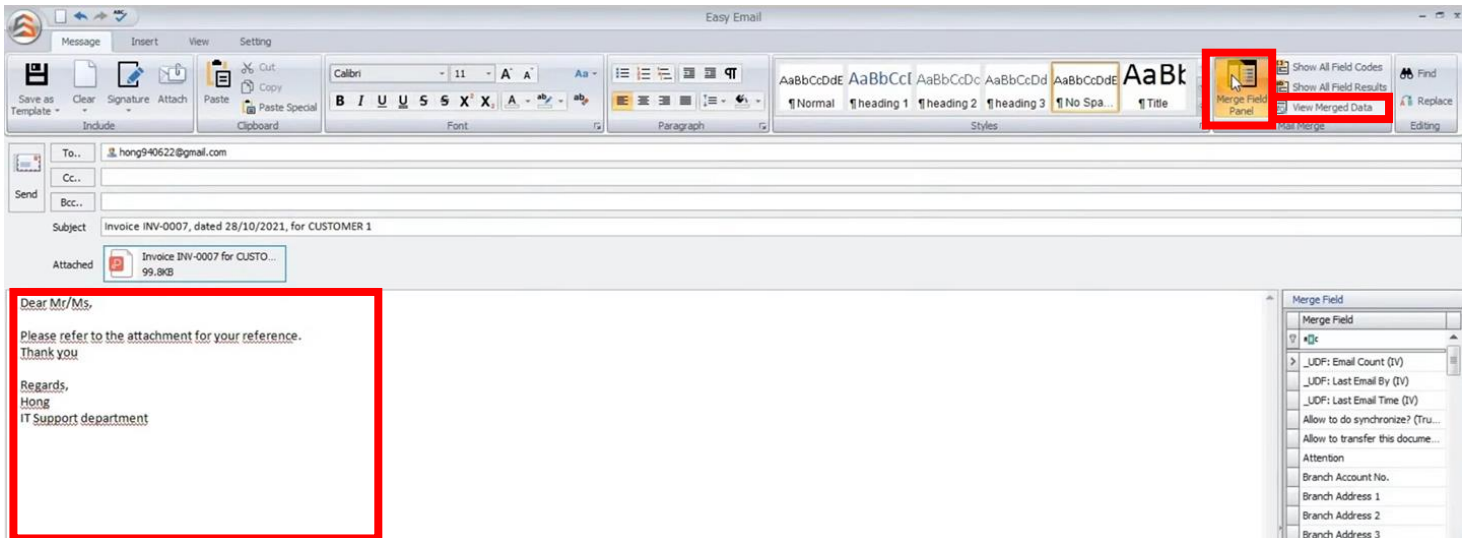 Easy Email
Message Insert View Setting
Save as Template
Clear
Signature
Attach
Include
Paste
Cut
Copy
Paste Special
Clipboard
Calibri 11
Font
Paragraph
AaBbCcDdE ¶Normal
AaBbCcI ¶heading 1
AaBbCcDc ¶heading 2
AaBbCcDd ¶heading 3
AaBbCcDdE ¶No Spa...
AaBb ¶Title
Styles
Merge Field Panel
Show All Field Codes
Show All Field Results
View Merged Data
Mail Merge
Find
Replace
Editing
Send
To.. hong940622@gmail.com
Cc..
Bcc..
Subject Invoice INV-0007, dated 28/10/2021, for CUSTOMER 1
Attached Invoice INV-0007 for CUSTO...
99.8KB
Dear Mr/Ms,
Please refer to the attachment for your reference.
Thank you
Regards,
Hong
IT Support department
Merge Field
Merge Field
_UDF: Email Count (IV)
_UDF: Last Email By (IV)
_UDF: Last Email Time (IV)
Allow to do synchronize? (Tru...
Allow to transfer this docume...
Attention
Branch Account No.
Branch Address 1
Branch Address 2
Branch Address 3